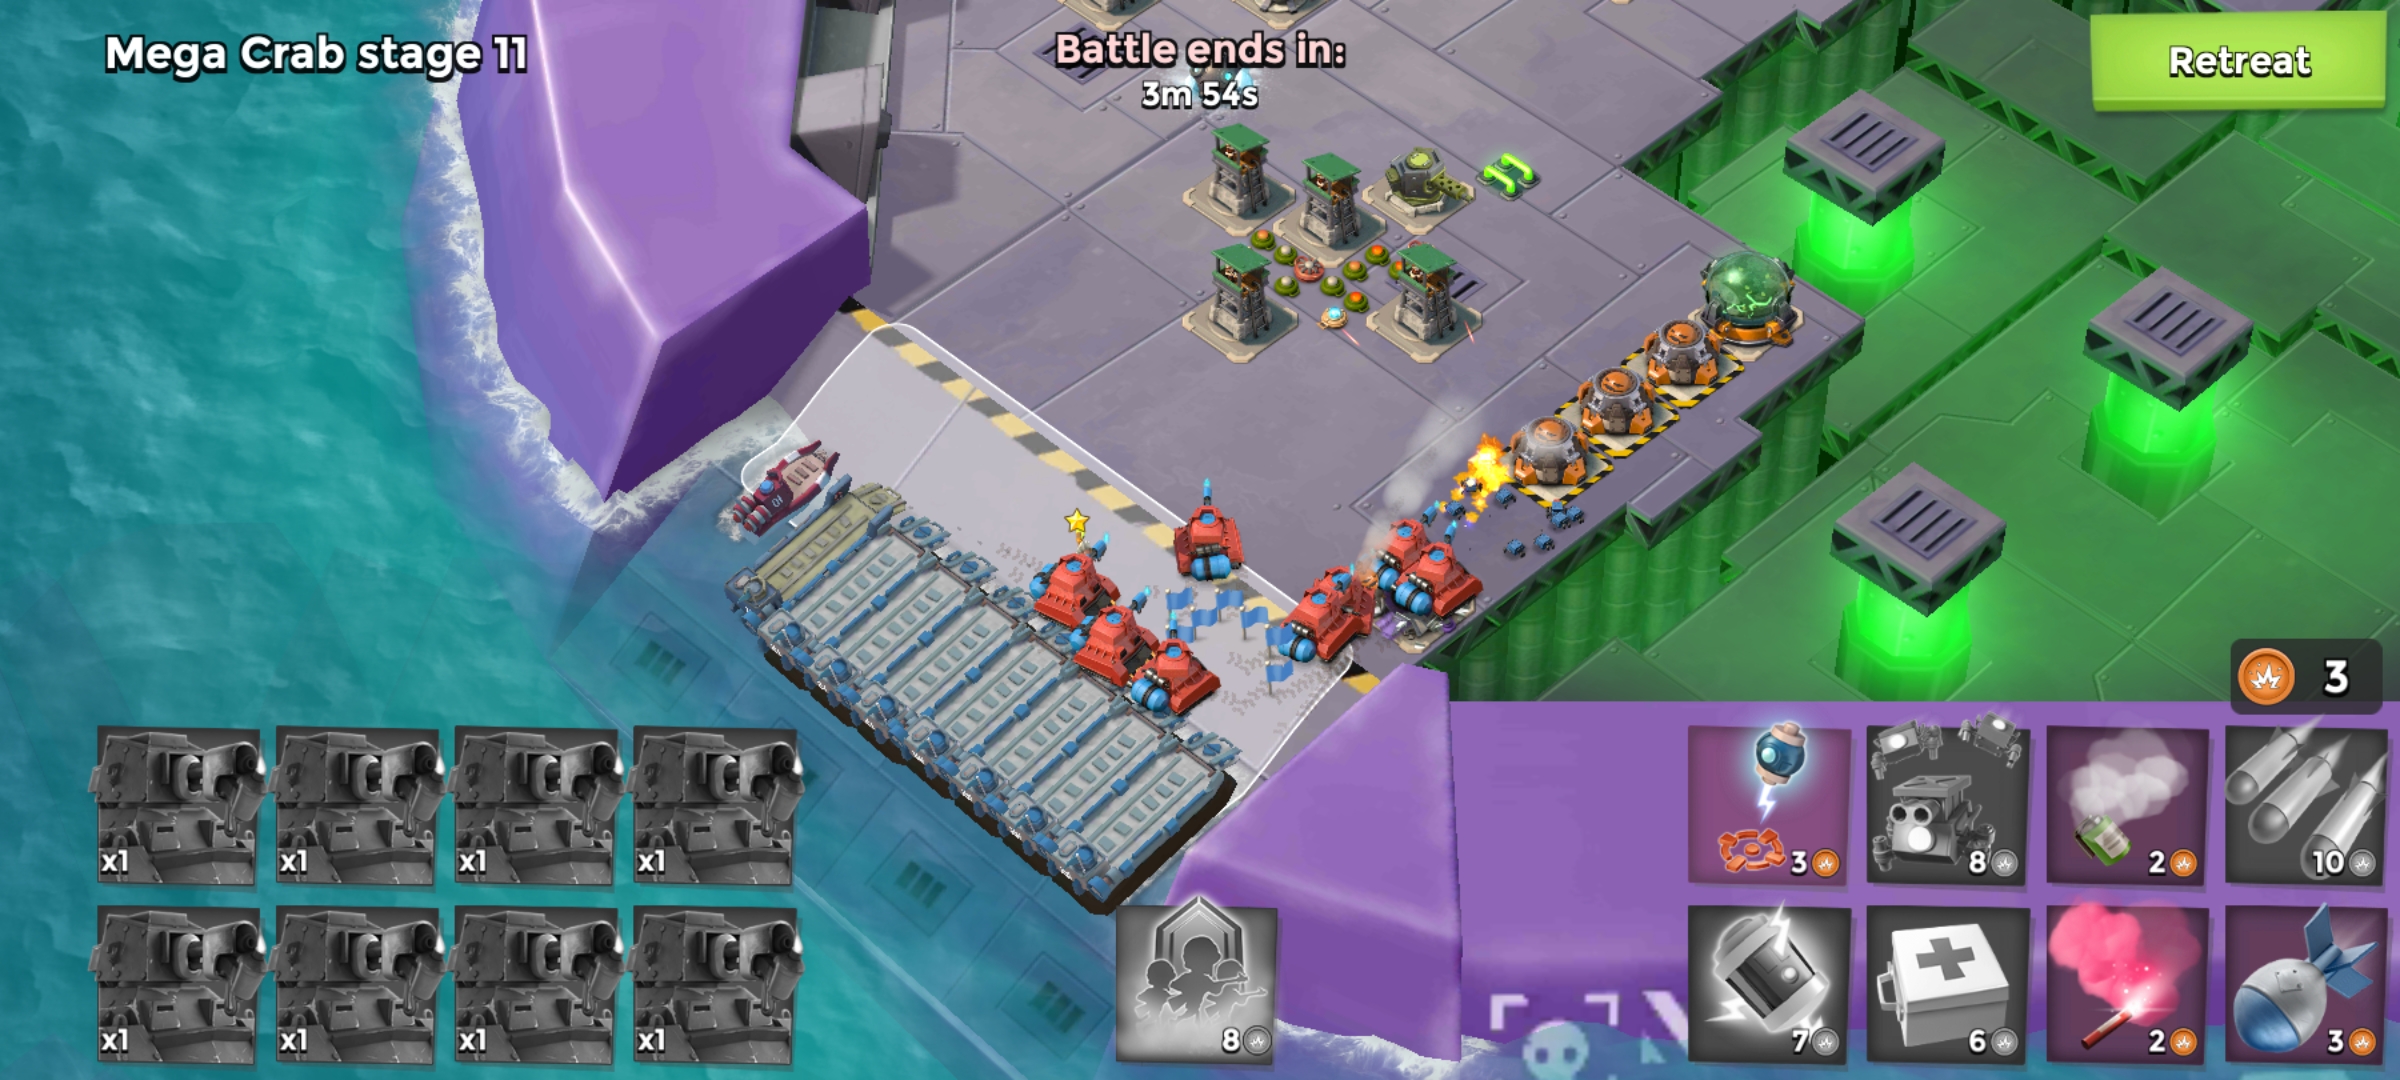 Mega Crab stage 11
Battle ends in:
3m 54s
Retreat
3
x1
x1
x1
x1
3
8
2
10
x1
x1
x1
x1
8
7
6
2
3